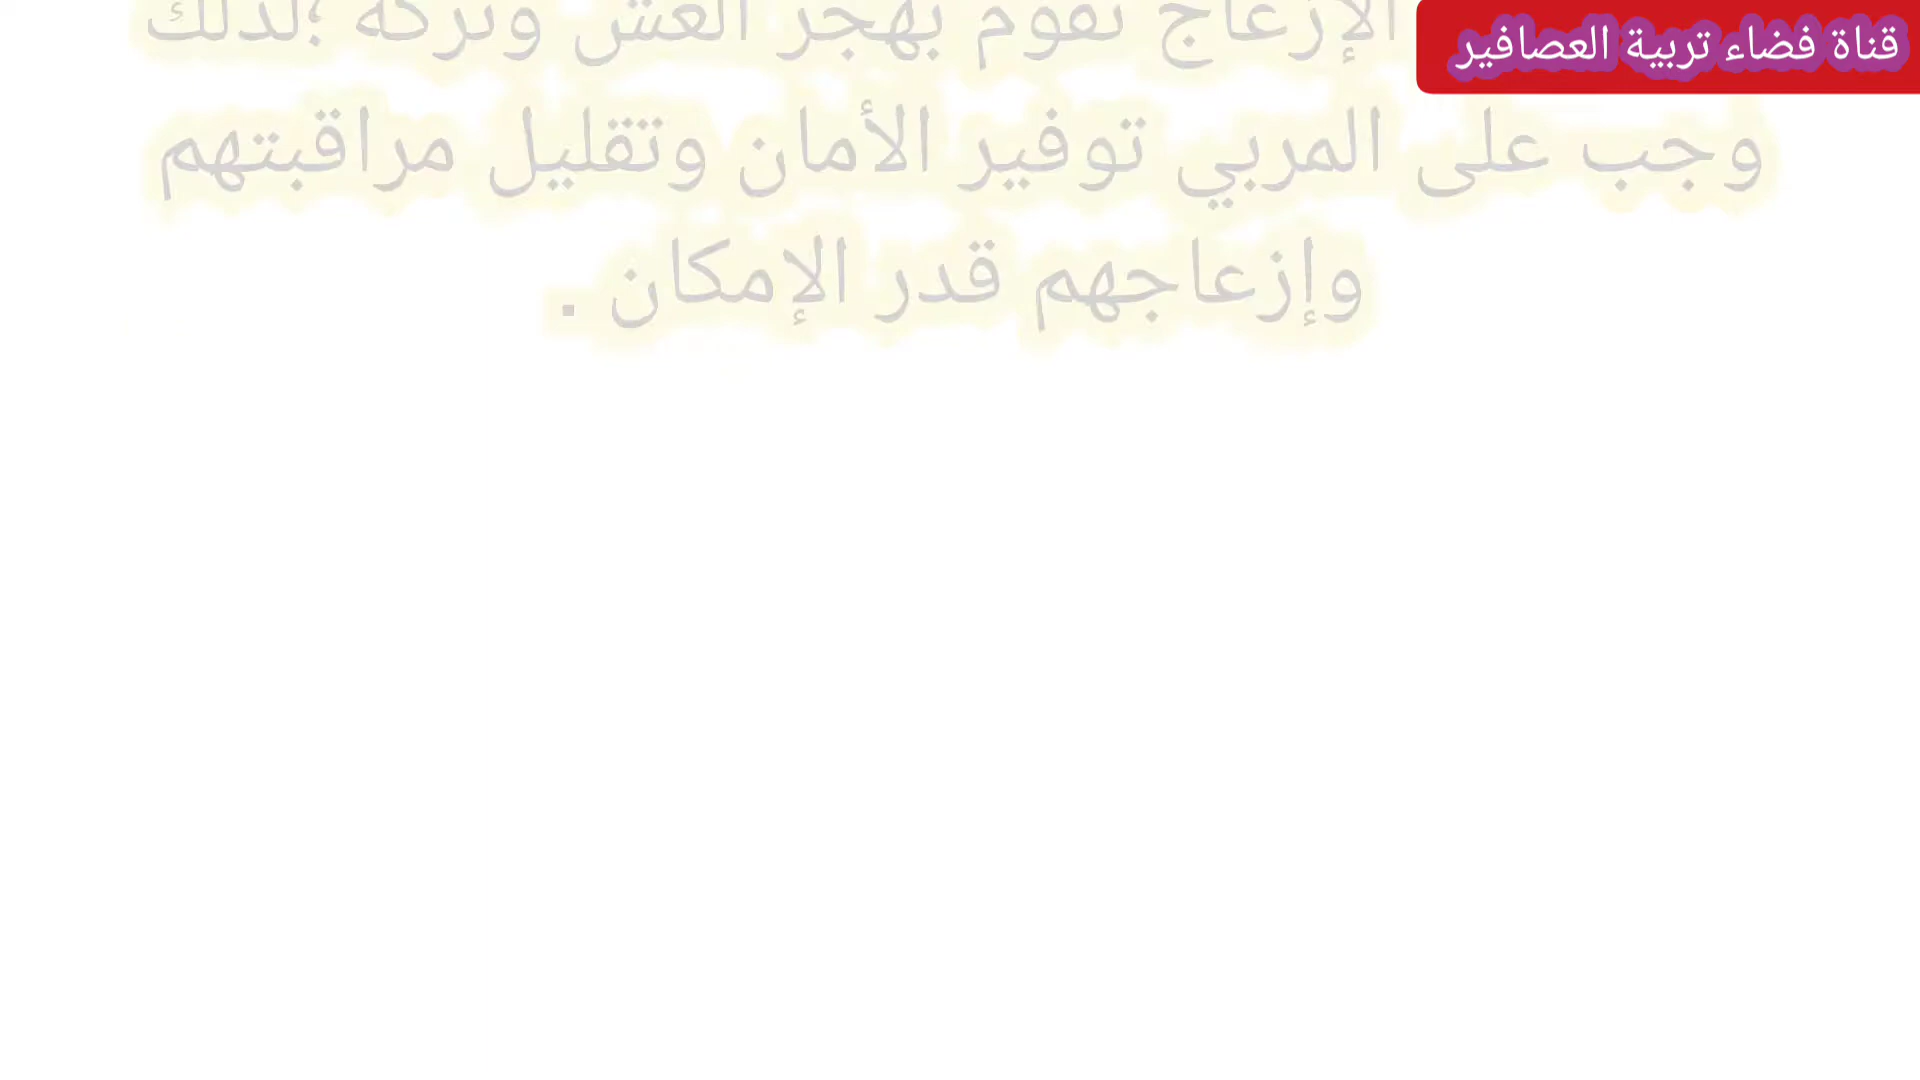 قناة فضاء تربية العصافير
الإزعاج تقوم بهجر العش وتركه ؛لذلك
وجب على المربي توفير الأمان وتقليل مراقبتهم
وإزعاجهم قدر الإمكان .